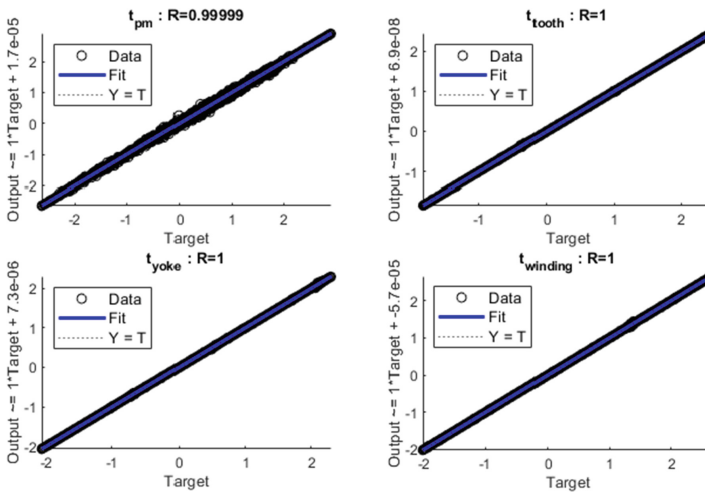 t_pm : R=0.99999
Output ~= 1*Target + 1.7e-05
2
1
0
-1
-2
Data
Fit
Y = T
-2
-1
0
1
2
Target
t_tooth : R=1
Output ~= 1*Target + 6.9e-08
2
1
0
-1
Data
Fit
Y = T
-1
0
1
2
Target
t_yoke : R=1
Output ~= 1*Target + 7.3e-06
2
1
0
-1
-2
Data
Fit
Y = T
-2
-1
0
1
2
Target
t_winding : R=1
Output ~= 1*Target + -5.7e-05
2
1
0
-1
-2
Data
Fit
Y = T
-2
-1
0
1
2
Target